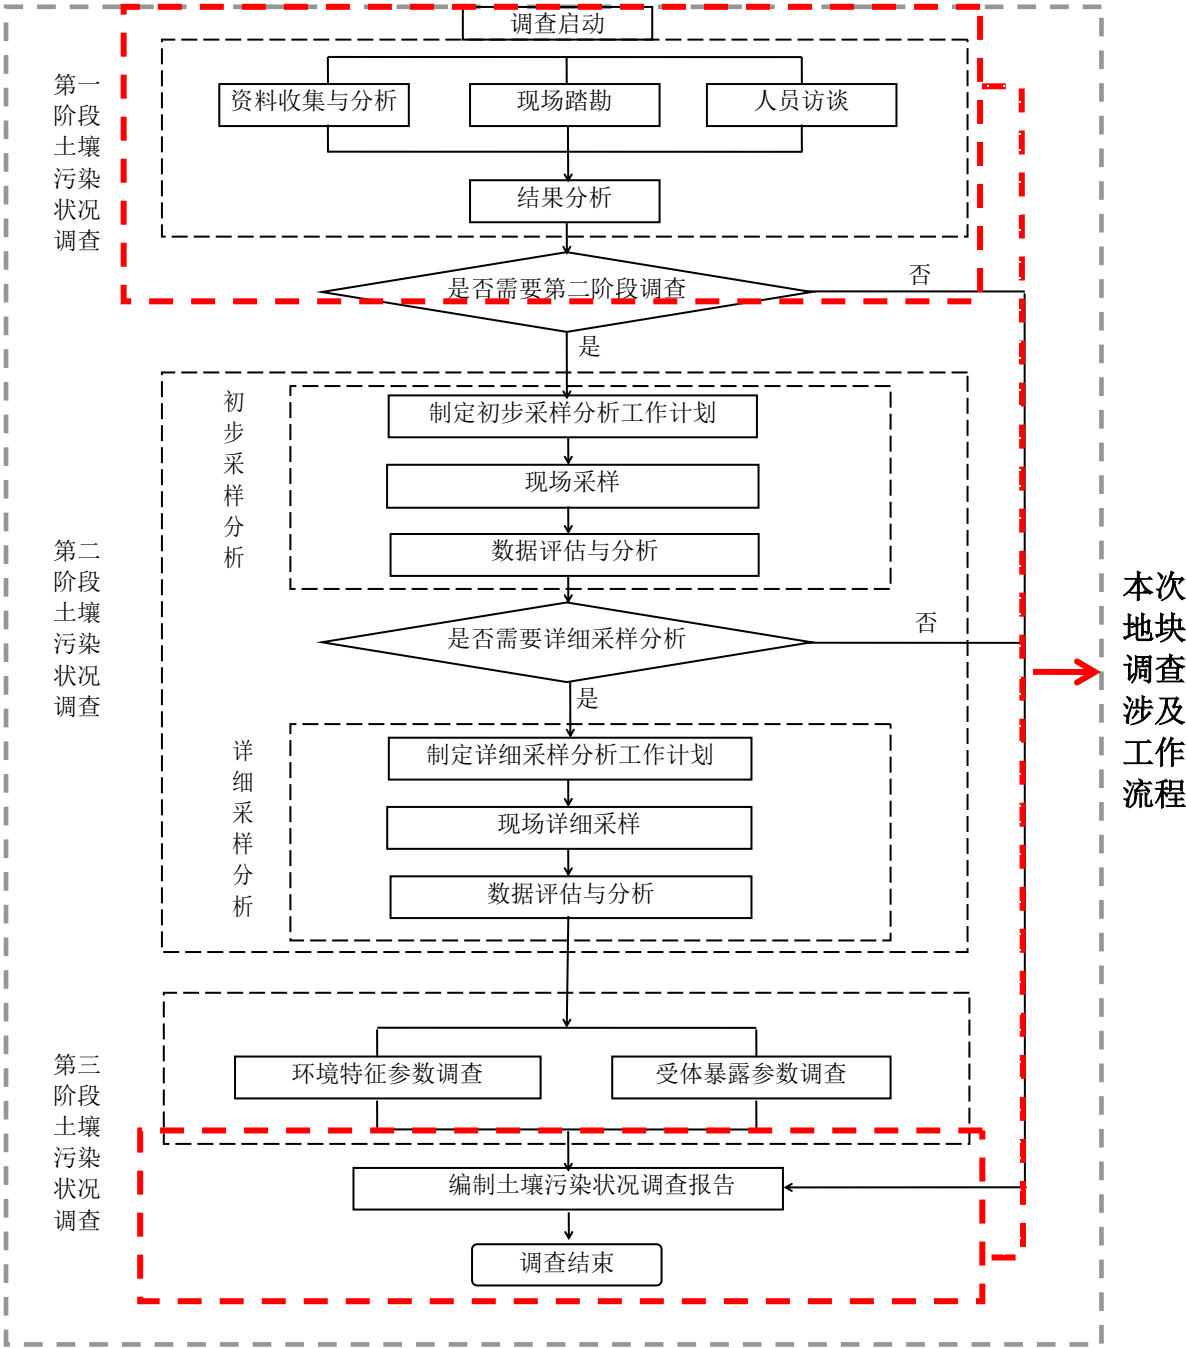 调查启动
第一
阶段
土壤
污染
状况
调查
资料收集与分析
现场踏勘
人员访谈
结果分析
是否需要第二阶段调查
否
是
第二
阶段
土壤
污染
状况
调查
初
步
采
样
分
析
制定初步采样分析工作计划
现场采样
数据评估与分析
是否需要详细采样分析
否
是
详
细
采
样
分
析
制定详细采样分析工作计划
现场详细采样
数据评估与分析
第三
阶段
土壤
污染
状况
调查
环境特征参数调查
受体暴露参数调查
编制土壤污染状况调查报告
调查结束
本次
地块
调查
涉及
工作
流程